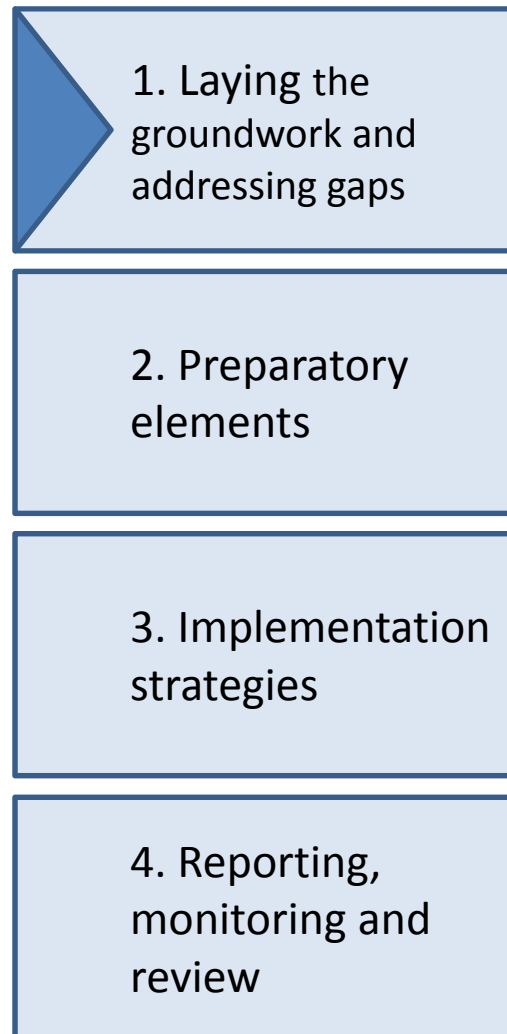 1. Laying the
groundwork and
addressing gaps
2. Preparatory
elements
3. Implementation
strategies
4. Reporting,
monitoring and
review